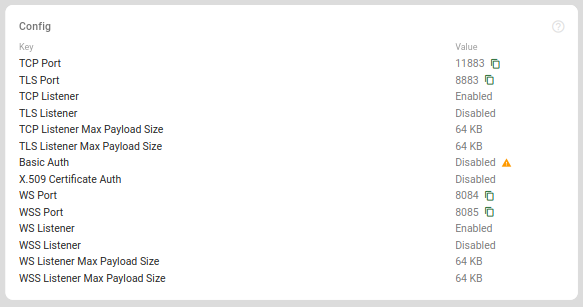 Config
Key Value
TCP Port 11883
TLS Port 8883
TCP Listener Enabled
TLS Listener Disabled
TCP Listener Max Payload Size 64 KB
TLS Listener Max Payload Size 64 KB
Basic Auth Disabled
X.509 Certificate Auth Disabled
WS Port 8084
WSS Port 8085
WS Listener Enabled
WSS Listener Disabled
WS Listener Max Payload Size 64 KB
WSS Listener Max Payload Size 64 KB